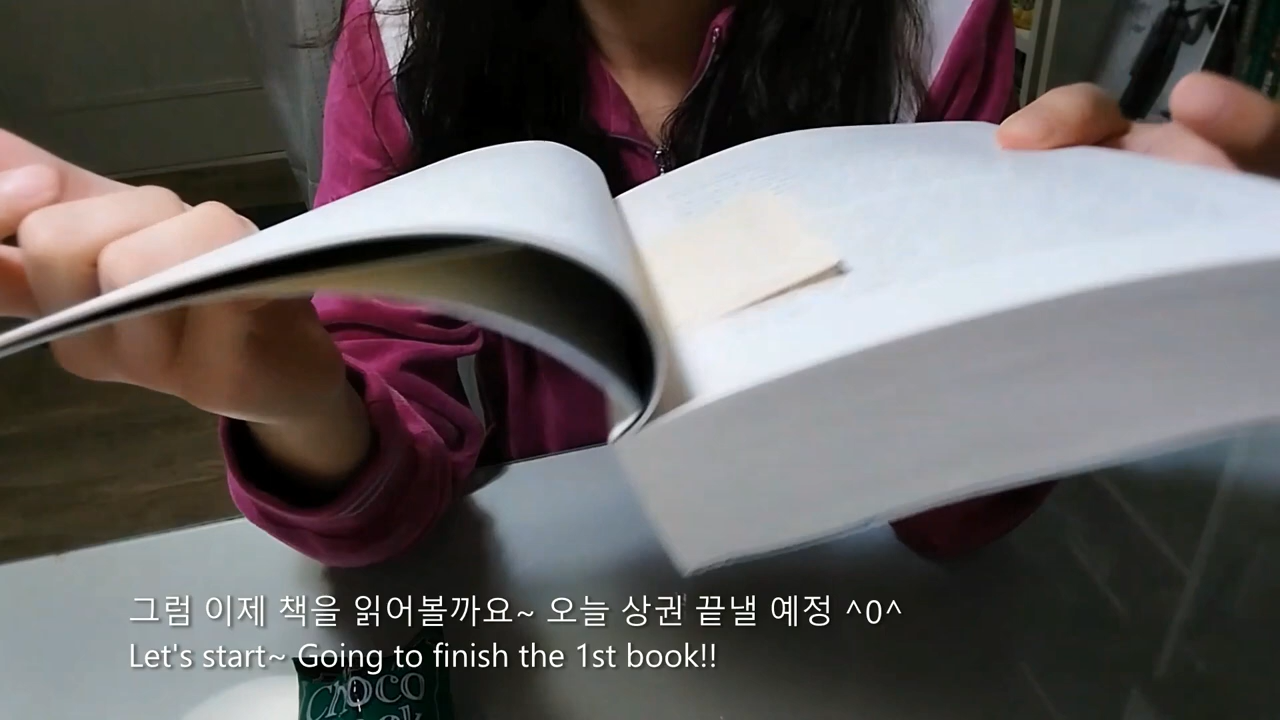 그럼 이제 책을 읽어볼까요~ 오늘 상권 끝낼 예정 ^0^
Let's start~ Going to finish the 1st book!!
Choco